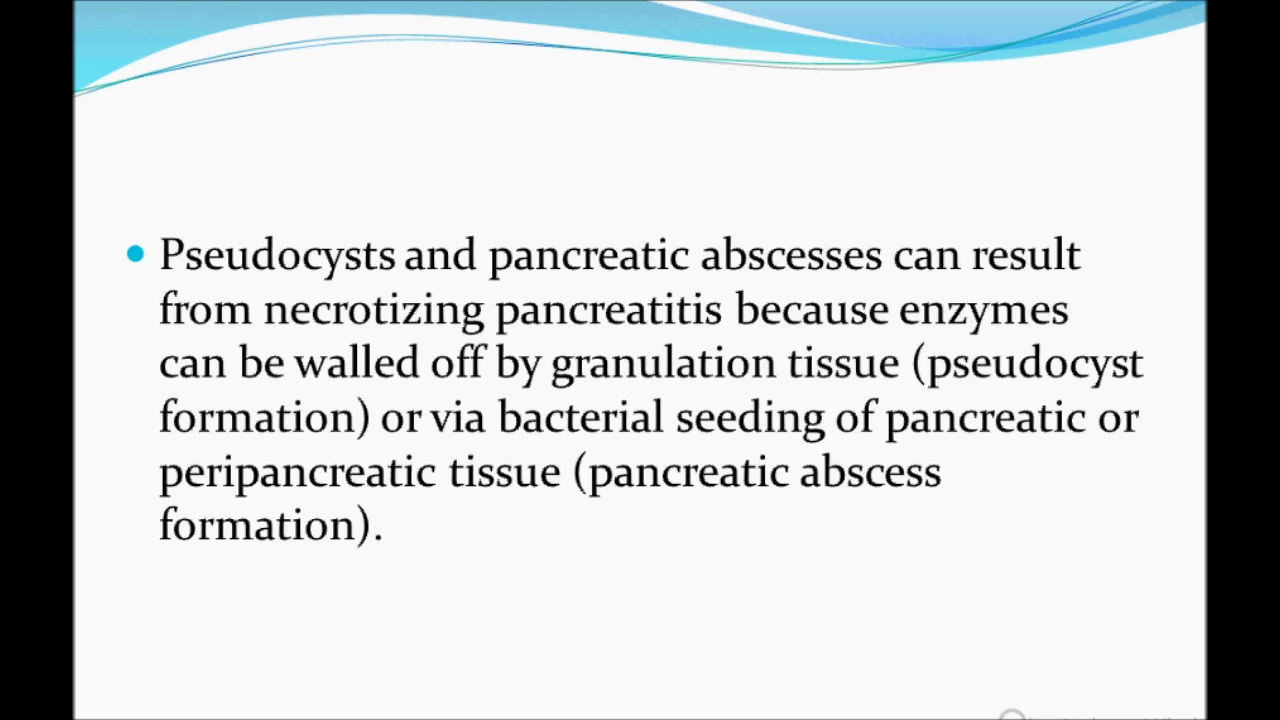 Pseudocysts and pancreatic abscesses can result
from necrotizing pancreatitis because enzymes
can be walled off by granulation tissue (pseudocyst
formation) or via bacterial seeding of pancreatic or
peripancreatic tissue (pancreatic abscess
formation).